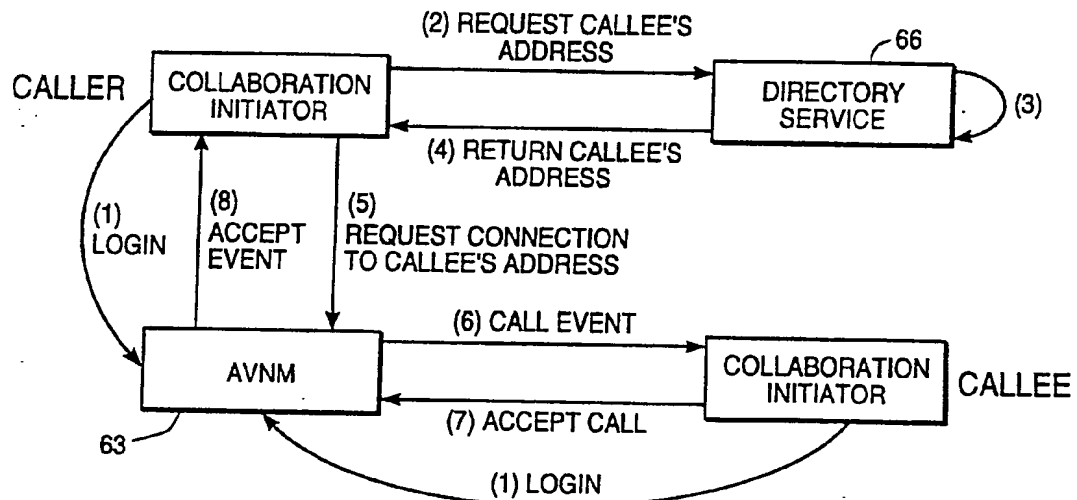 (2) REQUEST CALLEE'S
ADDRESS
66
CALLER
COLLABORATION
INITIATOR
DIRECTORY
SERVICE
(3)
(4) RETURN CALLEE'S
ADDRESS
(1)
LOGIN
(8)
ACCEPT
EVENT
(5)
REQUEST CONNECTION
TO CALLEE'S ADDRESS
(6) CALL EVENT
AVNM
COLLABORATION
INITIATOR
CALLEE
(7) ACCEPT CALL
63
(1) LOGIN